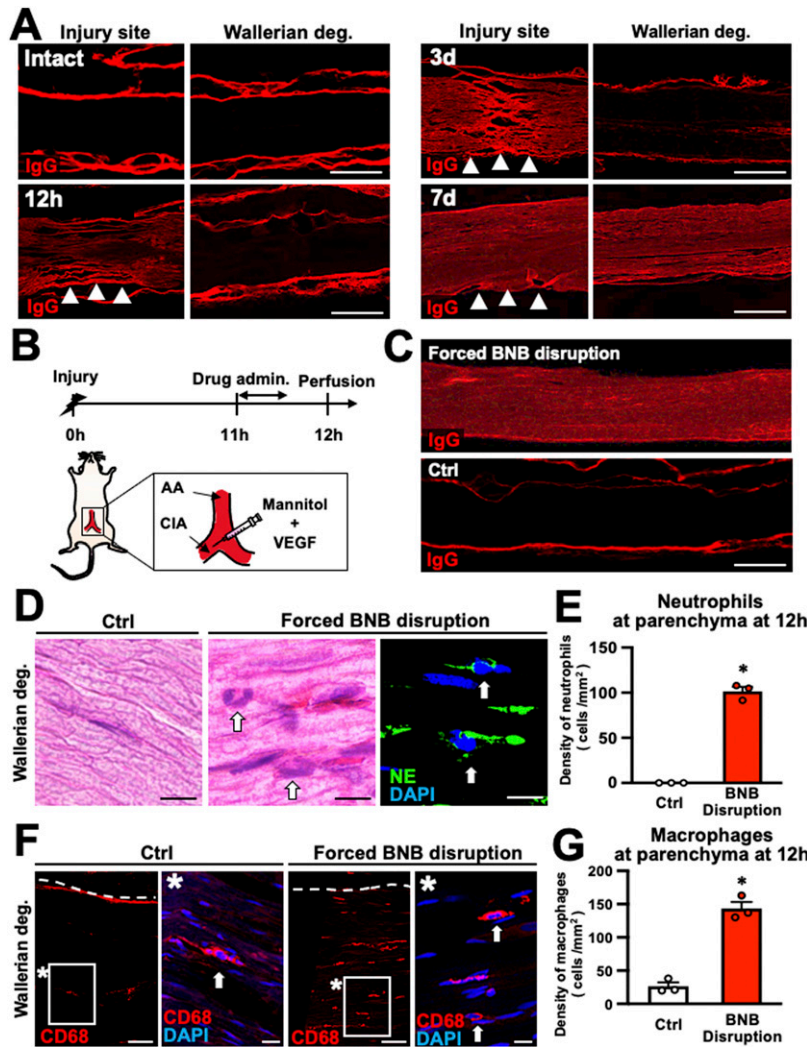 A
Injury site
Wallerian deg.
Injury site
Wallerian deg.
Intact
IgG
3d
IgG
12h
IgG
7d
IgG
B
Injury
Drug admin.
Perfusion
0h
11h
12h
AA
CIA
Mannitol
+
VEGF
C
Forced BNB disruption
IgG
Ctrl
IgG
D
Ctrl
Forced BNB disruption
Wallerian deg.
NE
DAPI
E
Neutrophils
at parenchyma at 12h
Density of neutrophils
( cells /mm²)
150
100
50
0
*
Ctrl
BNB
Disruption
F
Ctrl
Forced BNB disruption
Wallerian deg.
*
CD68
*
CD68
DAPI
*
CD68
*
CD68
DAPI
G
Macrophages
at parenchyma at 12h
Density of macrophages
( cells /mm²)
200
150
100
50
0
*
Ctrl
BNB
Disruption